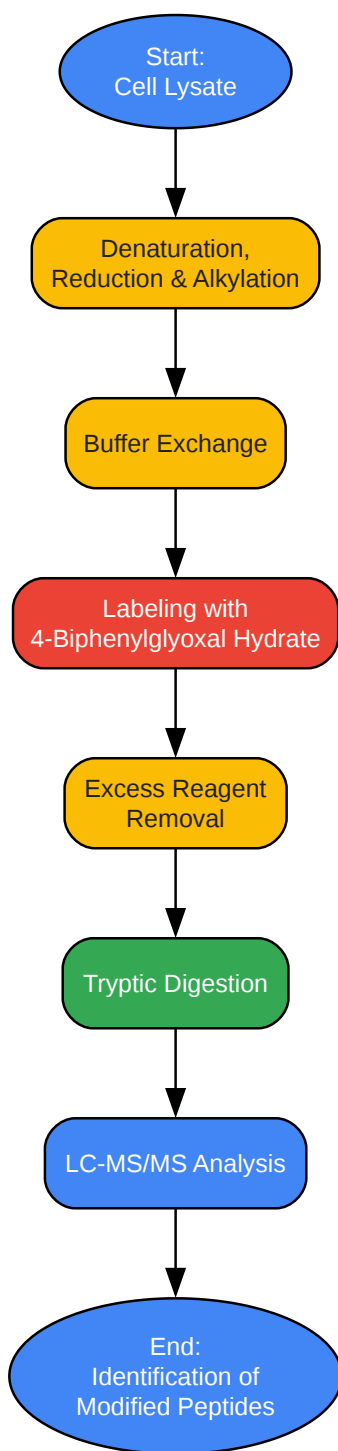 Start:
Cell Lysate
Denaturation,
Reduction & Alkylation
Buffer Exchange
Labeling with
4-Biphenylglyoxal Hydrate
Excess Reagent
Removal
Tryptic Digestion
LC-MS/MS Analysis
End:
Identification of
Modified Peptides